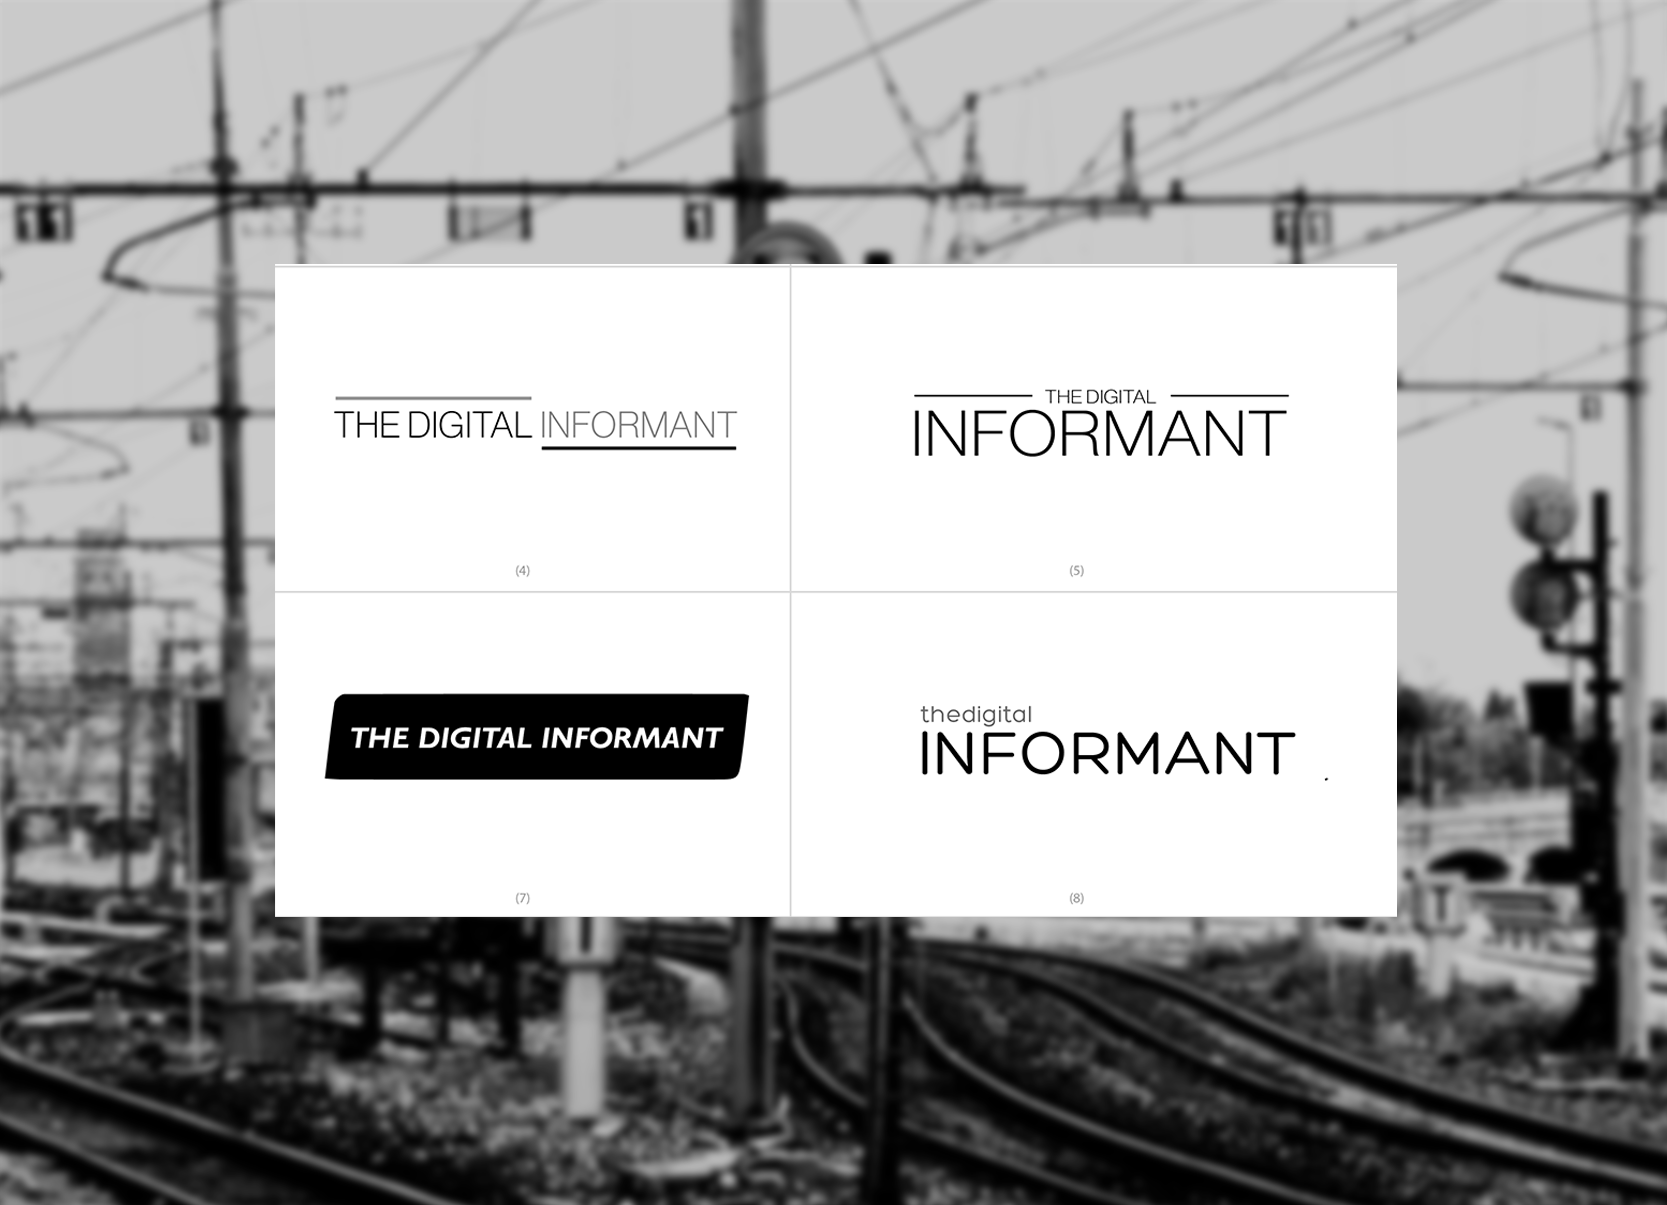 THE DIGITAL INFORMANT
(4)
THE DIGITAL
INFORMANT
(5)
THE DIGITAL INFORMANT
(7)
thedigital
INFORMANT
(8)